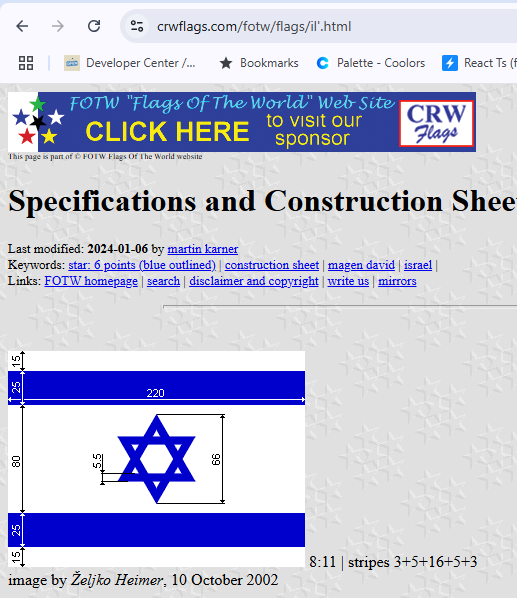 crwflags.com/fotw/flags/il'.html
Developer Center /... Bookmarks Palette - Coolors React Ts (f
FOTW "Flags Of The World" Web Site
CLICK HERE to visit our sponsor
CRW Flags
This page is part of © FOTW Flags Of The World website
Specifications and Construction Shee
Last modified: 2024-01-06 by martin karner
Keywords: star: 6 points (blue outlined) | construction sheet | magen david | israel |
Links: FOTW homepage | search | disclaimer and copyright | write us | mirrors
15
25
220
80
5.5
66
25
15
8:11 | stripes 3+5+16+5+3
image by Željko Heimer, 10 October 2002